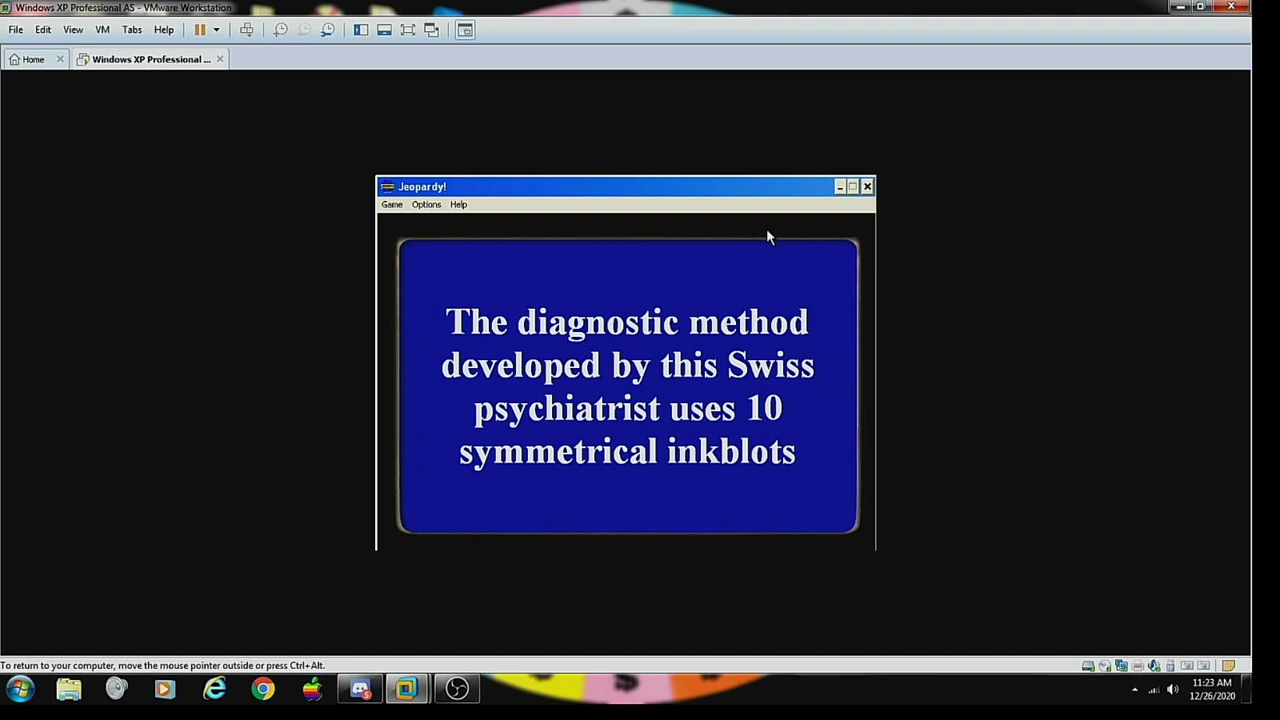 Windows XP Professional AS - VMware Workstation
File Edit View VM Tabs Help
Home Windows XP Professional ...
Jeopardy!
Game Options Help
The diagnostic method
developed by this Swiss
psychiatrist uses 10
symmetrical inkblots
To return to your computer, move the mouse pointer outside or press Ctrl+Alt.
5
11:23 AM
12/26/2020